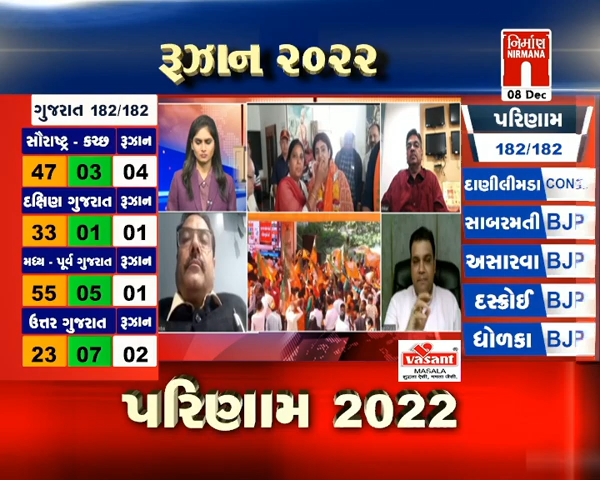 રૂઝાન ૨૦૨૨
નિર્માણ
NIRMANA
08 Dec
ગુજરાત 182/182
સૌરાષ્ટ્ર - કચ્છ રૂઝાન
47 03 04
દક્ષિણ ગુજરાત રૂઝાન
33 01 01
મધ્ય - પૂર્વ ગુજરાત રૂઝાન
55 05 01
ઉત્તર ગુજરાત રૂઝાન
23 07 02
પરિણામ
182/182
દાણીલીમડા CONG.
સાબરમતી BJP
અસારવા BJP
દસ્ક્રોઈ BJP
ધોળકા BJP
vasant
MASALA
પરિણામ 2022